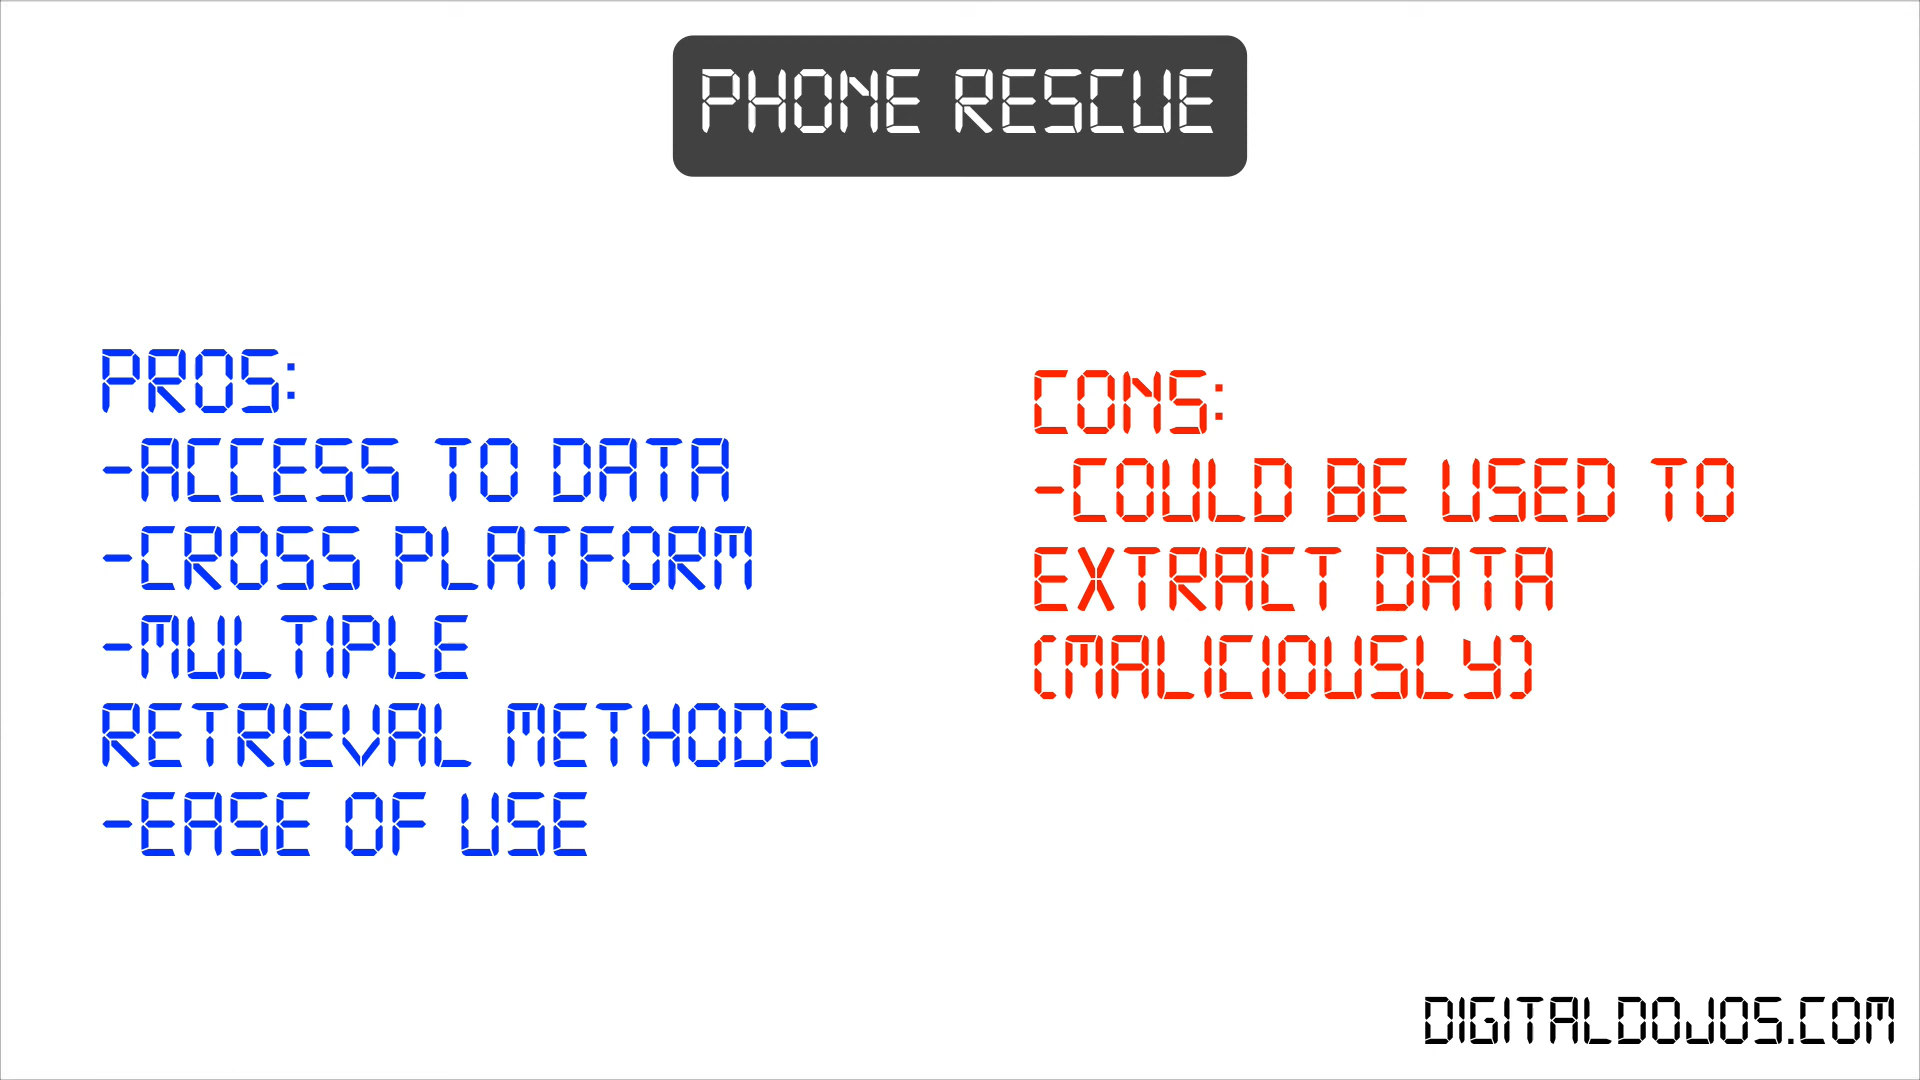 PHONE RESCUE
PROS:
-ACCESS TO DATA
-CROSS PLATFORM
-MULTIPLE
RETRIEVAL METHODS
-EASE OF USE
CONS:
-COULD BE USED TO
EXTRACT DATA
(MALICIOUSLY)
DIGITALDOJOS.COM